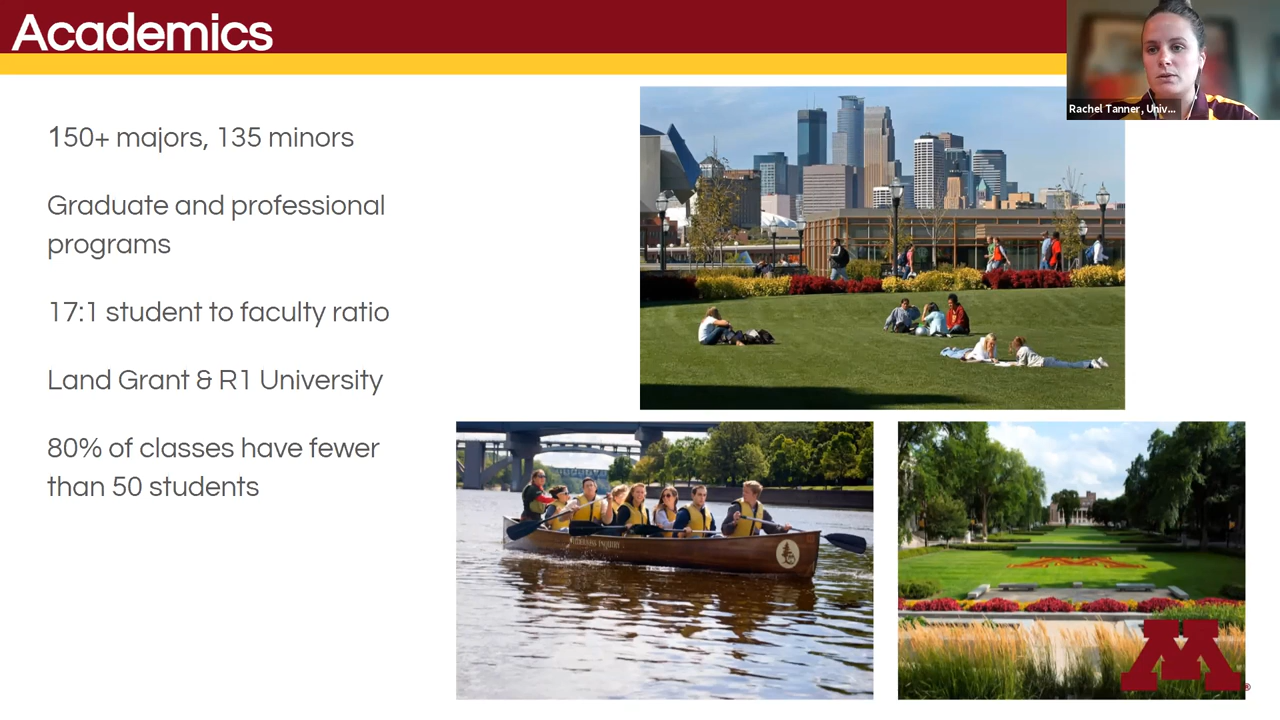 Academics
Rachel Tanner, Univ...
150+ majors, 135 minors
Graduate and professional
programs
17:1 student to faculty ratio
Land Grant & R1 University
80% of classes have fewer
than 50 students
M®